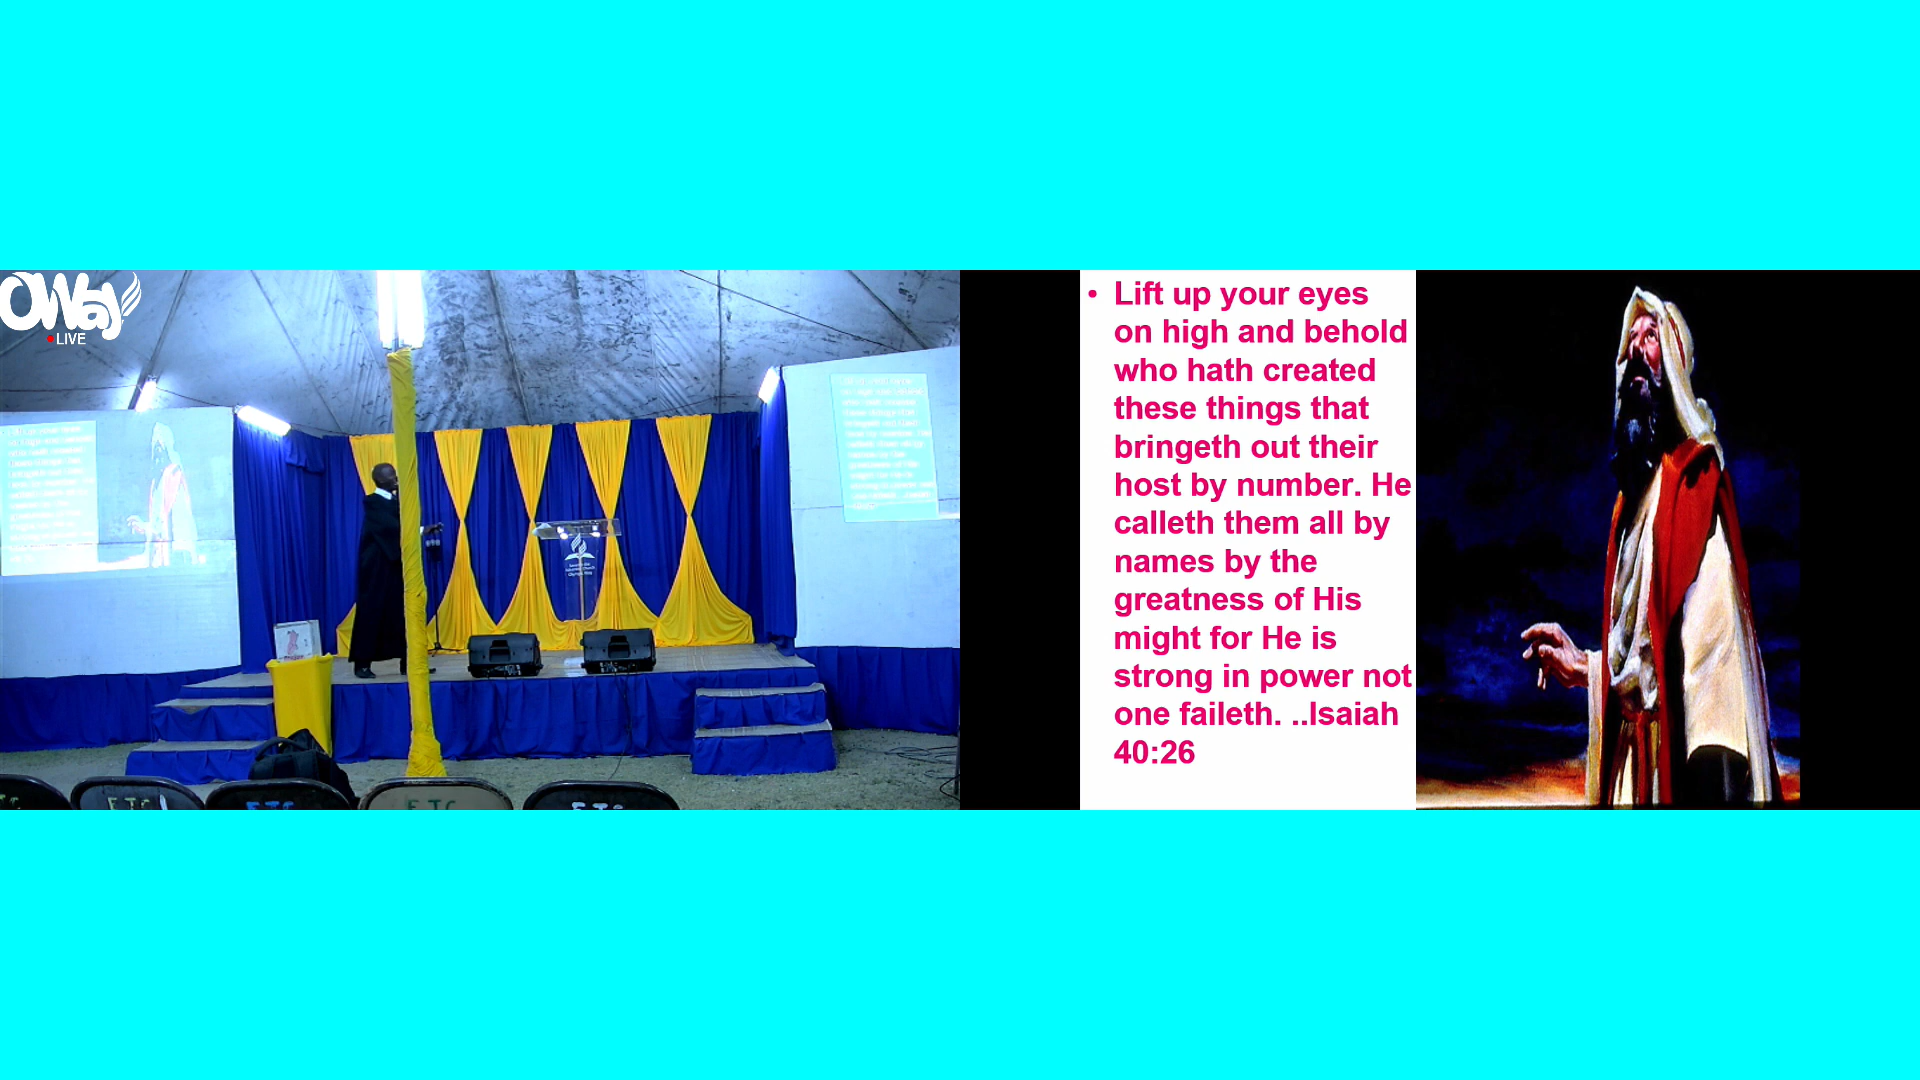 OWay
LIVE
• Lift up your eyes
on high and behold
who hath created
these things that
bringeth out their
host by number. He
calleth them all by
names by the
greatness of His
might for He is
strong in power not
one faileth. ..Isaiah
40:26